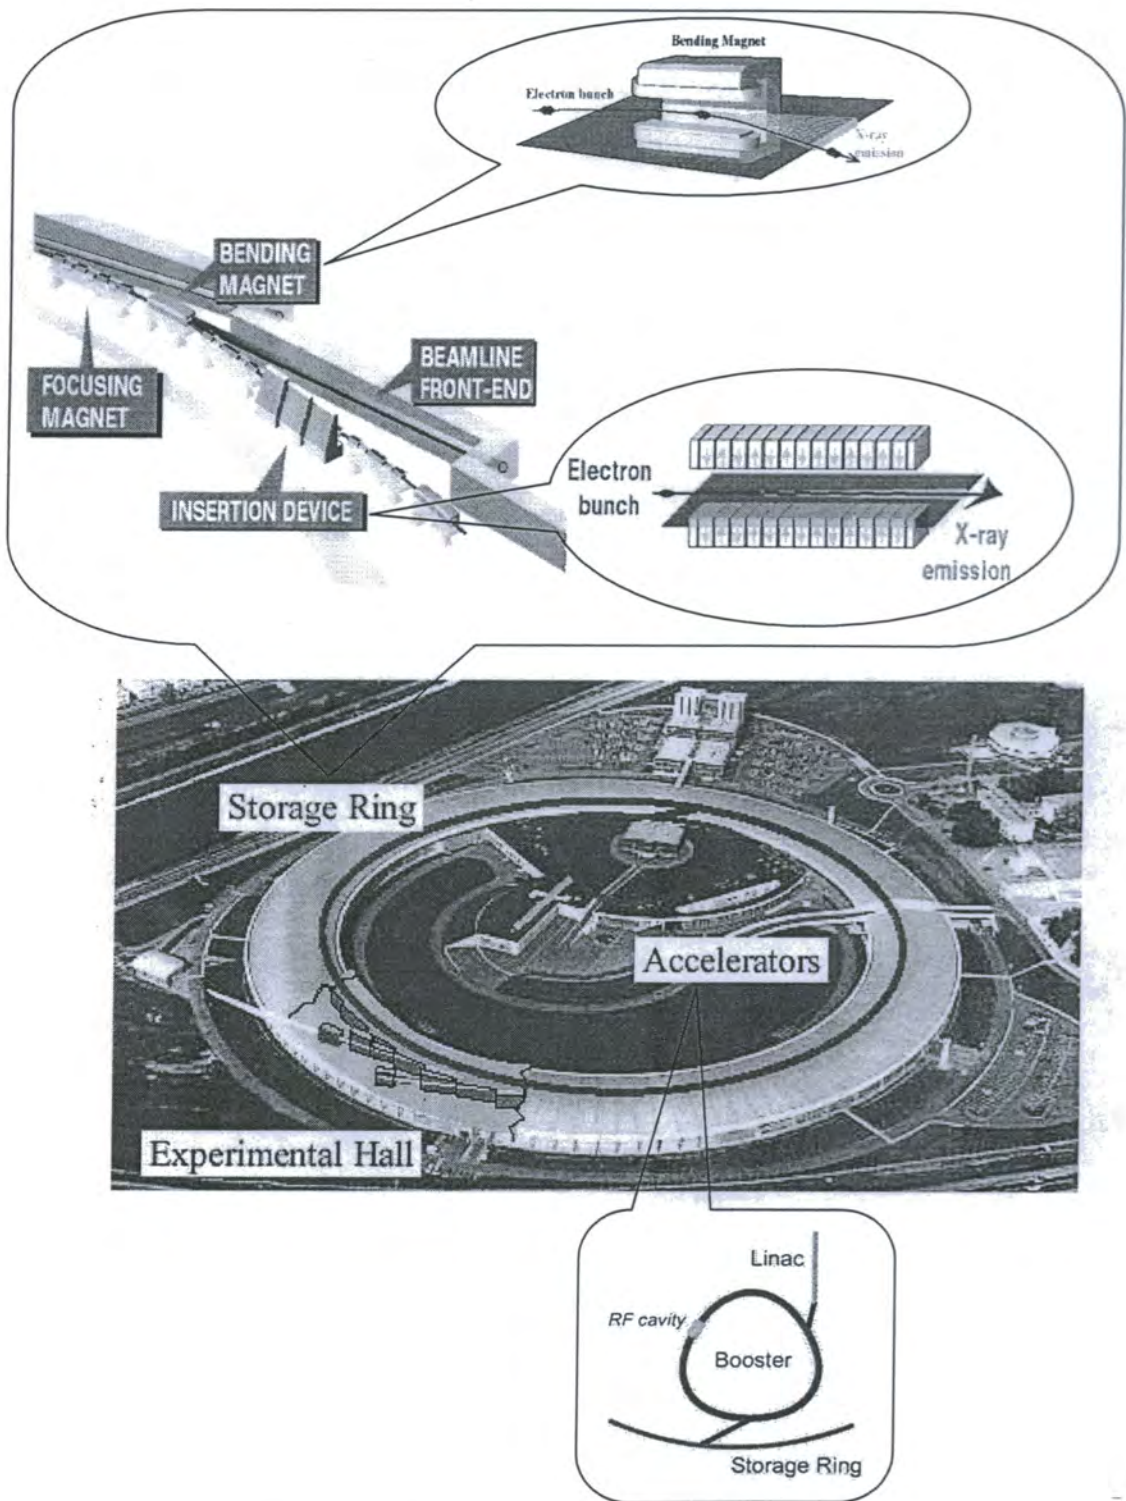 Bending Magnet
Electron bunch
X-ray
emission
BENDING
MAGNET
BEAMLINE
FRONT-END
FOCUSING
MAGNET
INSERTION DEVICE
Electron
bunch
X-ray
emission
Storage Ring
Accelerators
Experimental Hall
Linac
RF cavity
Booster
Storage Ring